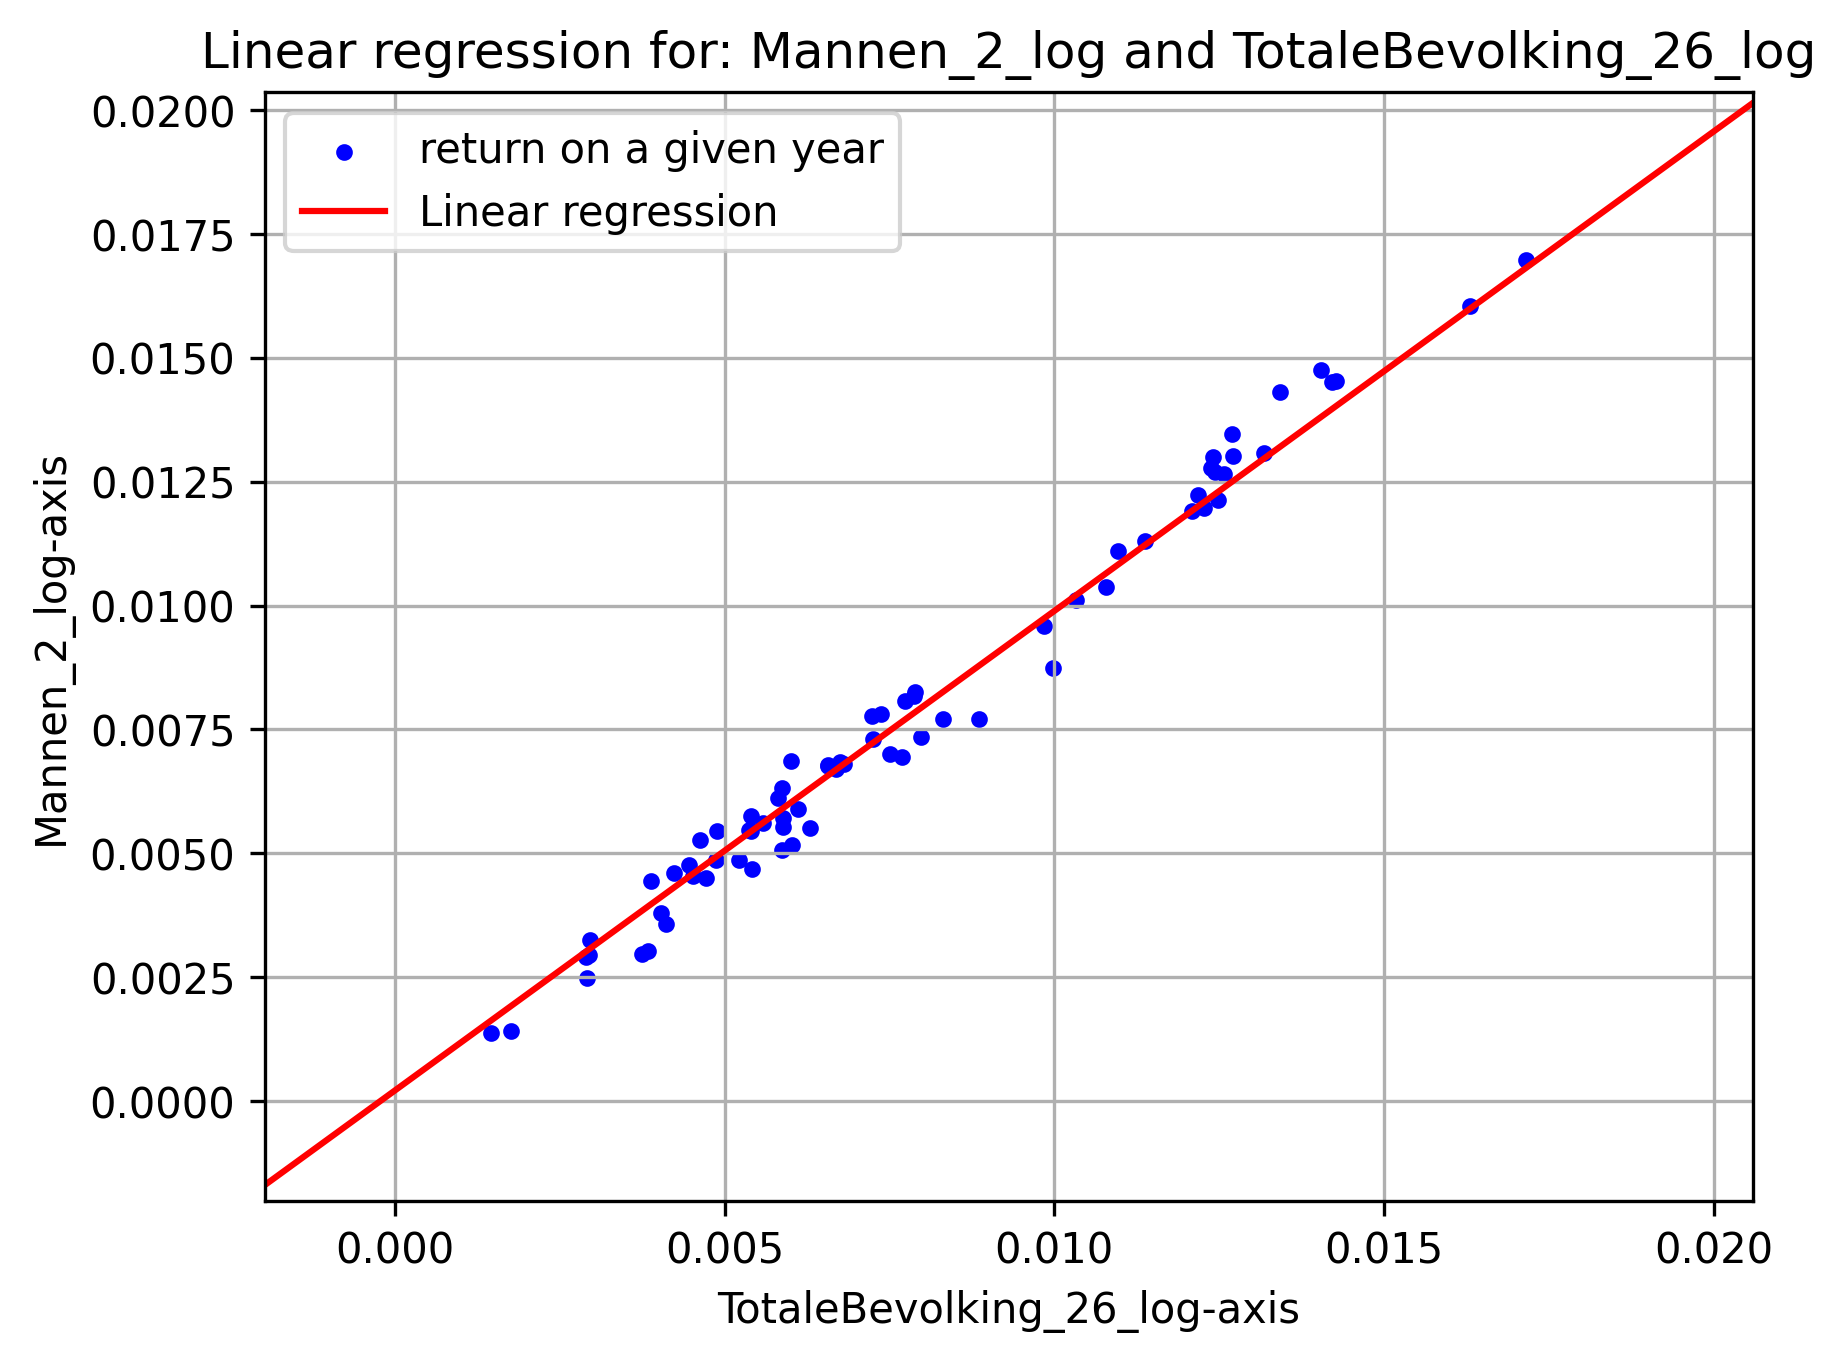 Linear regression for: Mannen_2_log and TotaleBevolking_26_log
return on a given year
Linear regression
0.0200
0.0175
0.0150
0.0125
0.0100
0.0075
0.0050
0.0025
0.0000
Mannen_2_log-axis
0.000 0.005 0.010 0.015 0.020
TotaleBevolking_26_log-axis